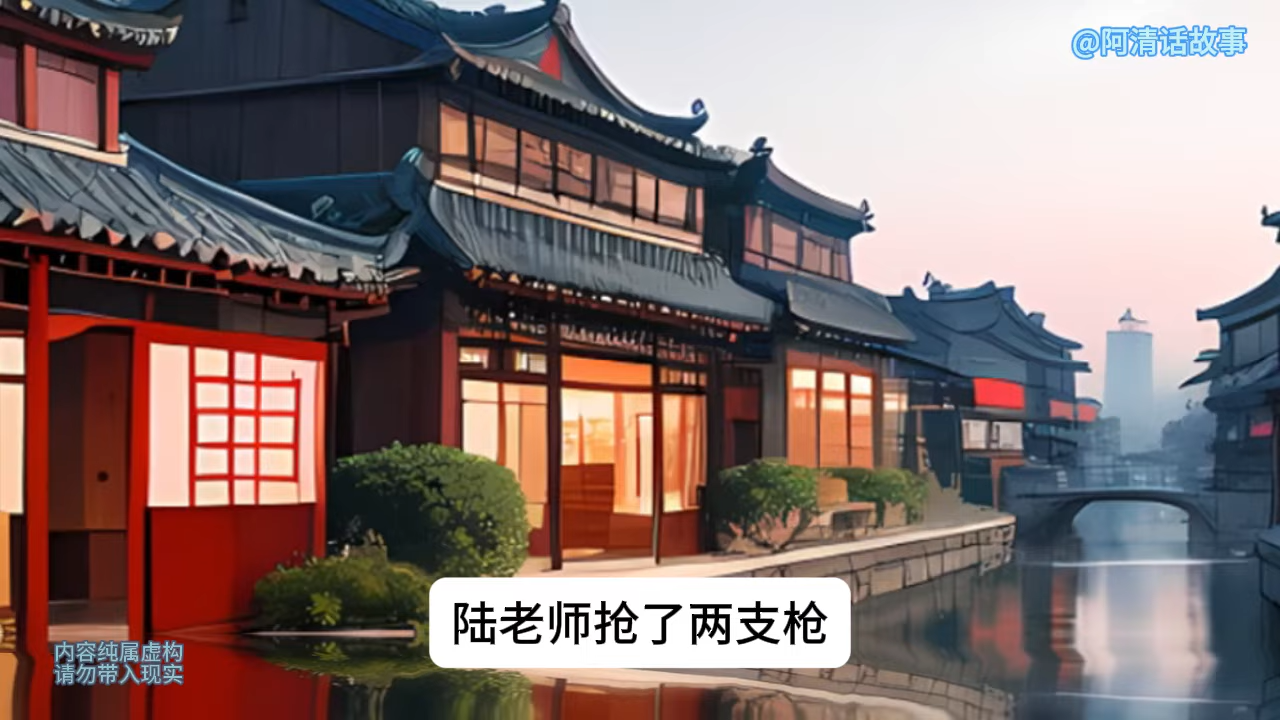 @阿清话故事
陆老师抢了两支枪
内容纯属虚构
请勿带入现实